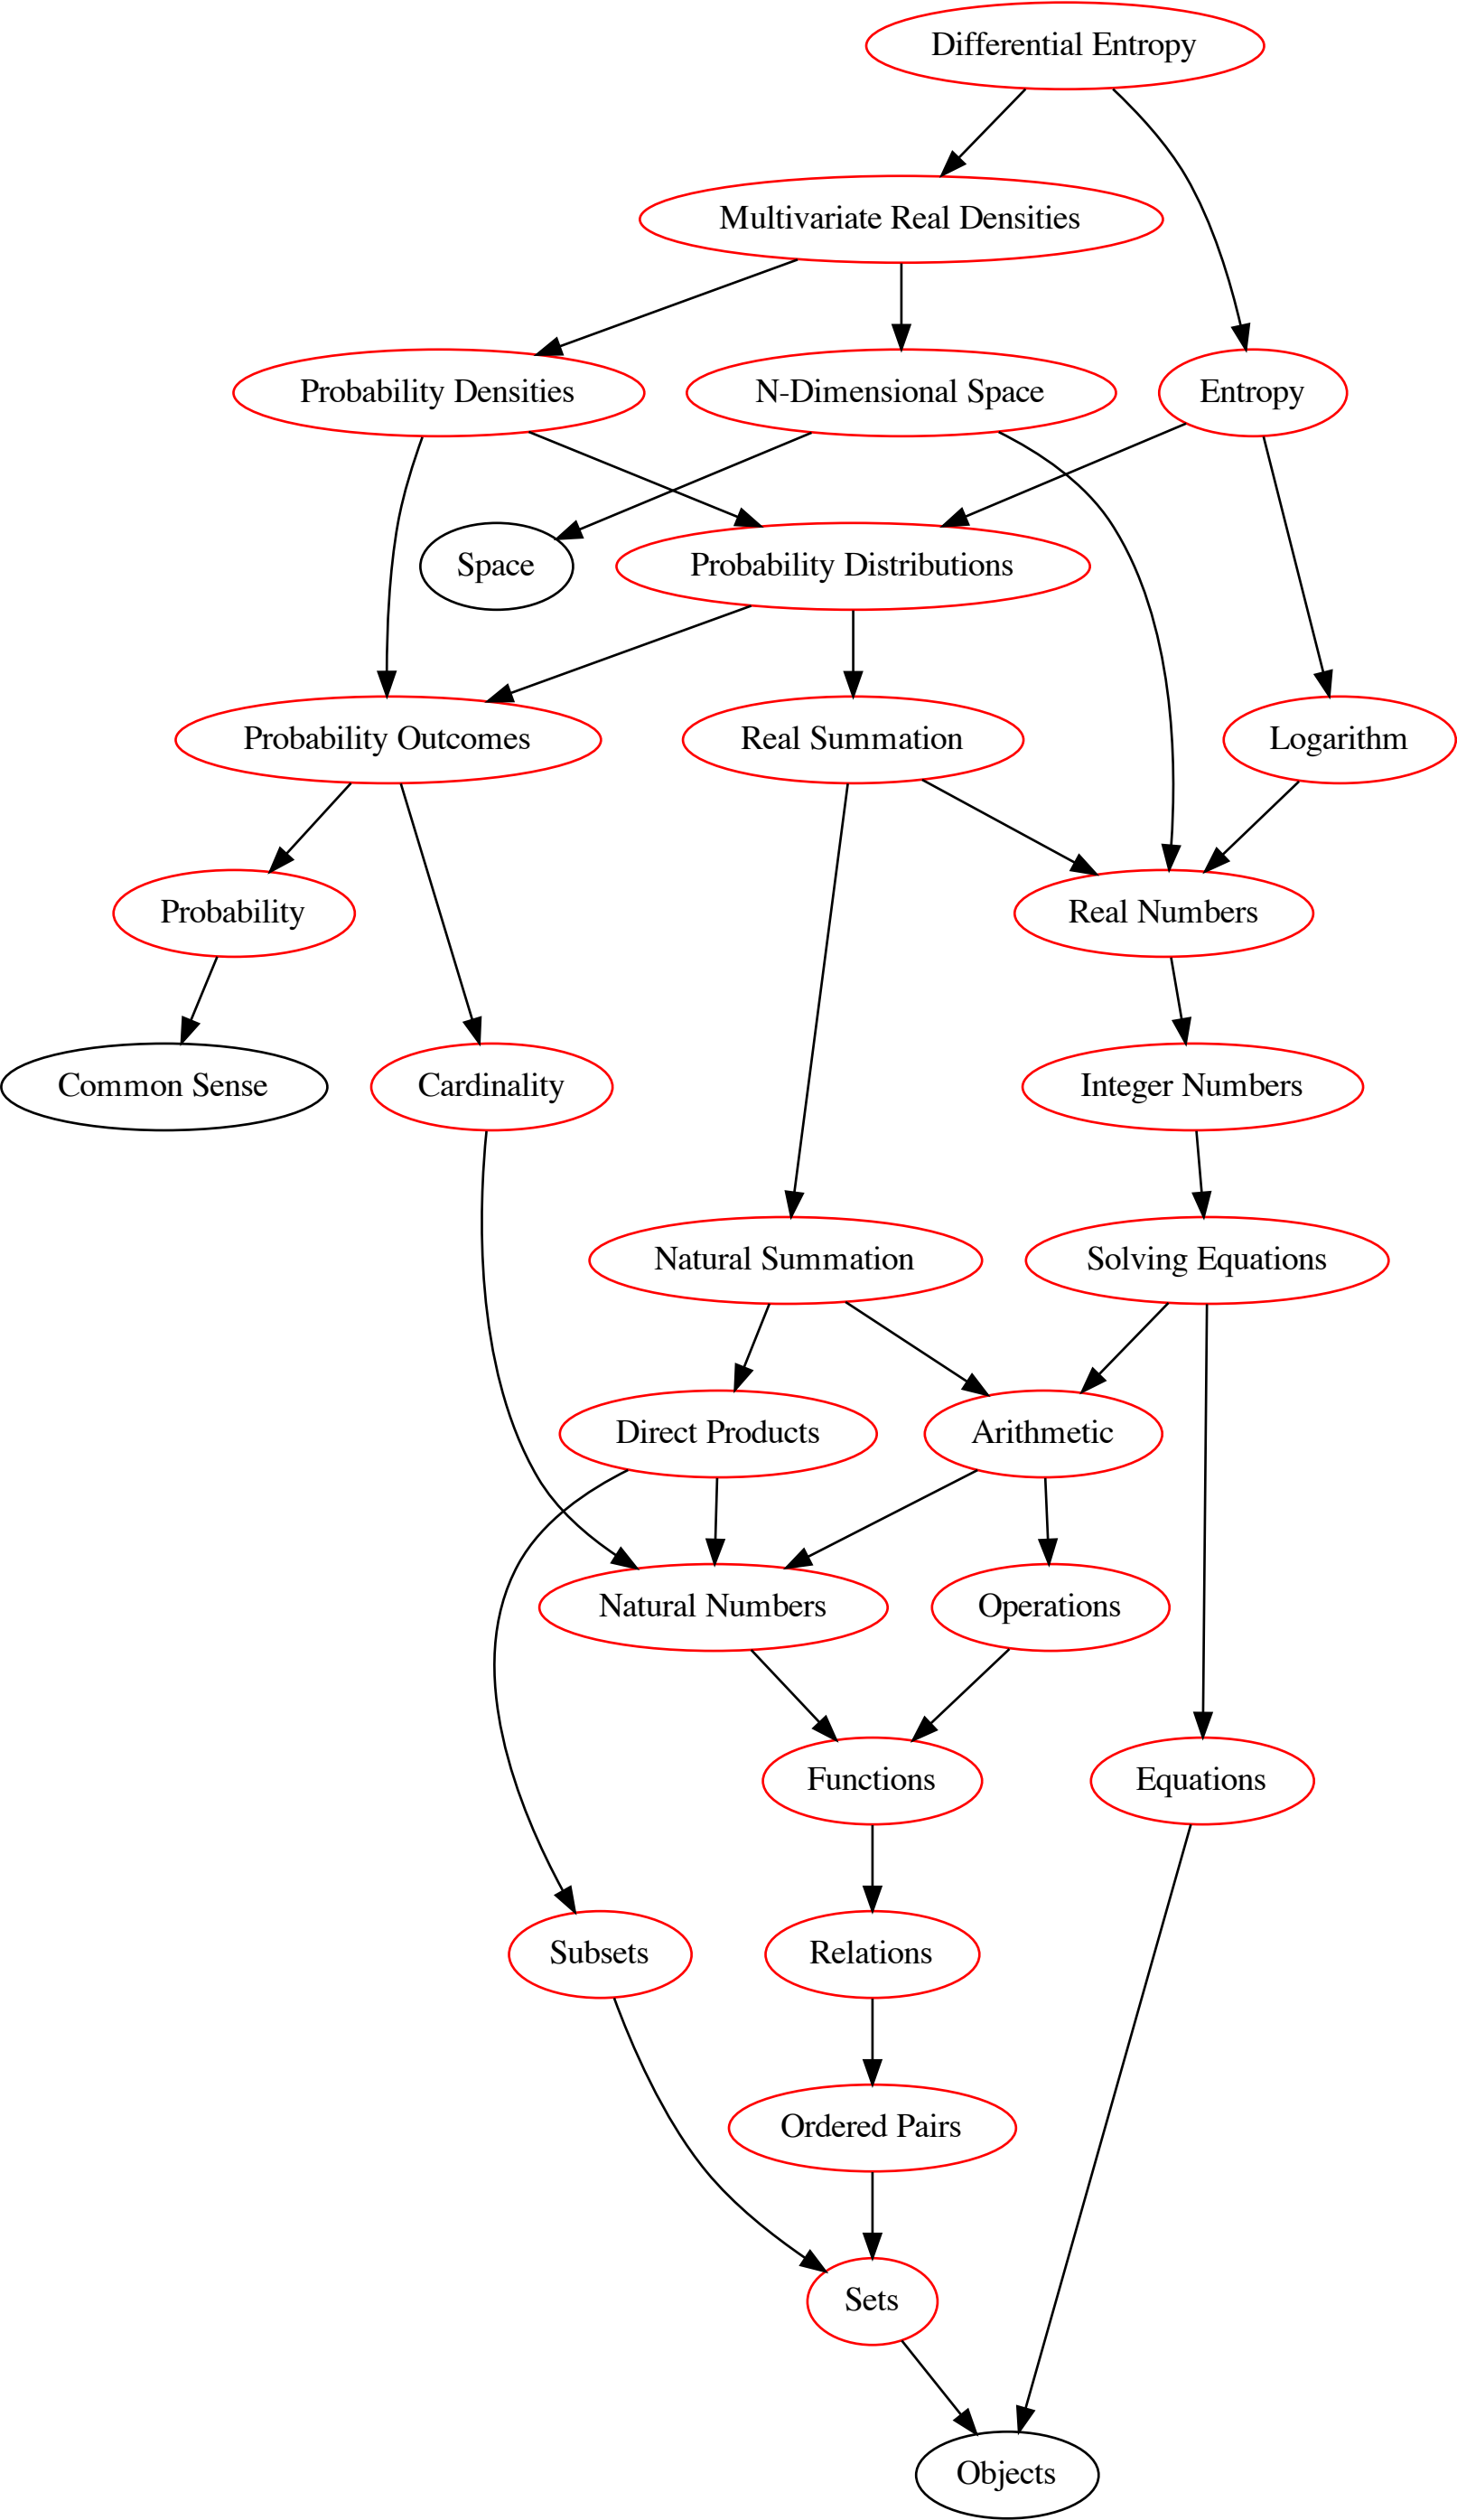 Differential Entropy
Multivariate Real Densities
Probability Densities
N-Dimensional Space
Entropy
Space
Probability Distributions
Probability Outcomes
Real Summation
Logarithm
Probability
Real Numbers
Common Sense
Cardinality
Integer Numbers
Natural Summation
Solving Equations
Direct Products
Arithmetic
Natural Numbers
Operations
Functions
Equations
Subsets
Relations
Ordered Pairs
Sets
Objects